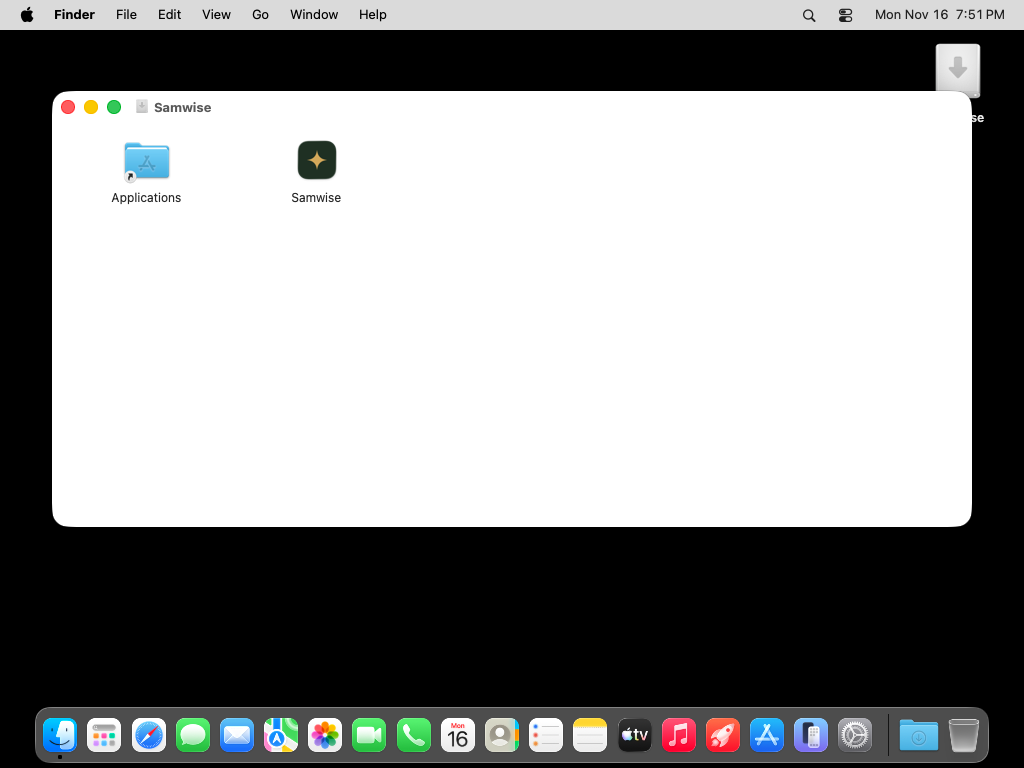 Finder File Edit View Go Window Help Mon Nov 16 7:51 PM
se
Samwise
Applications
Samwise
Mon
16
tv